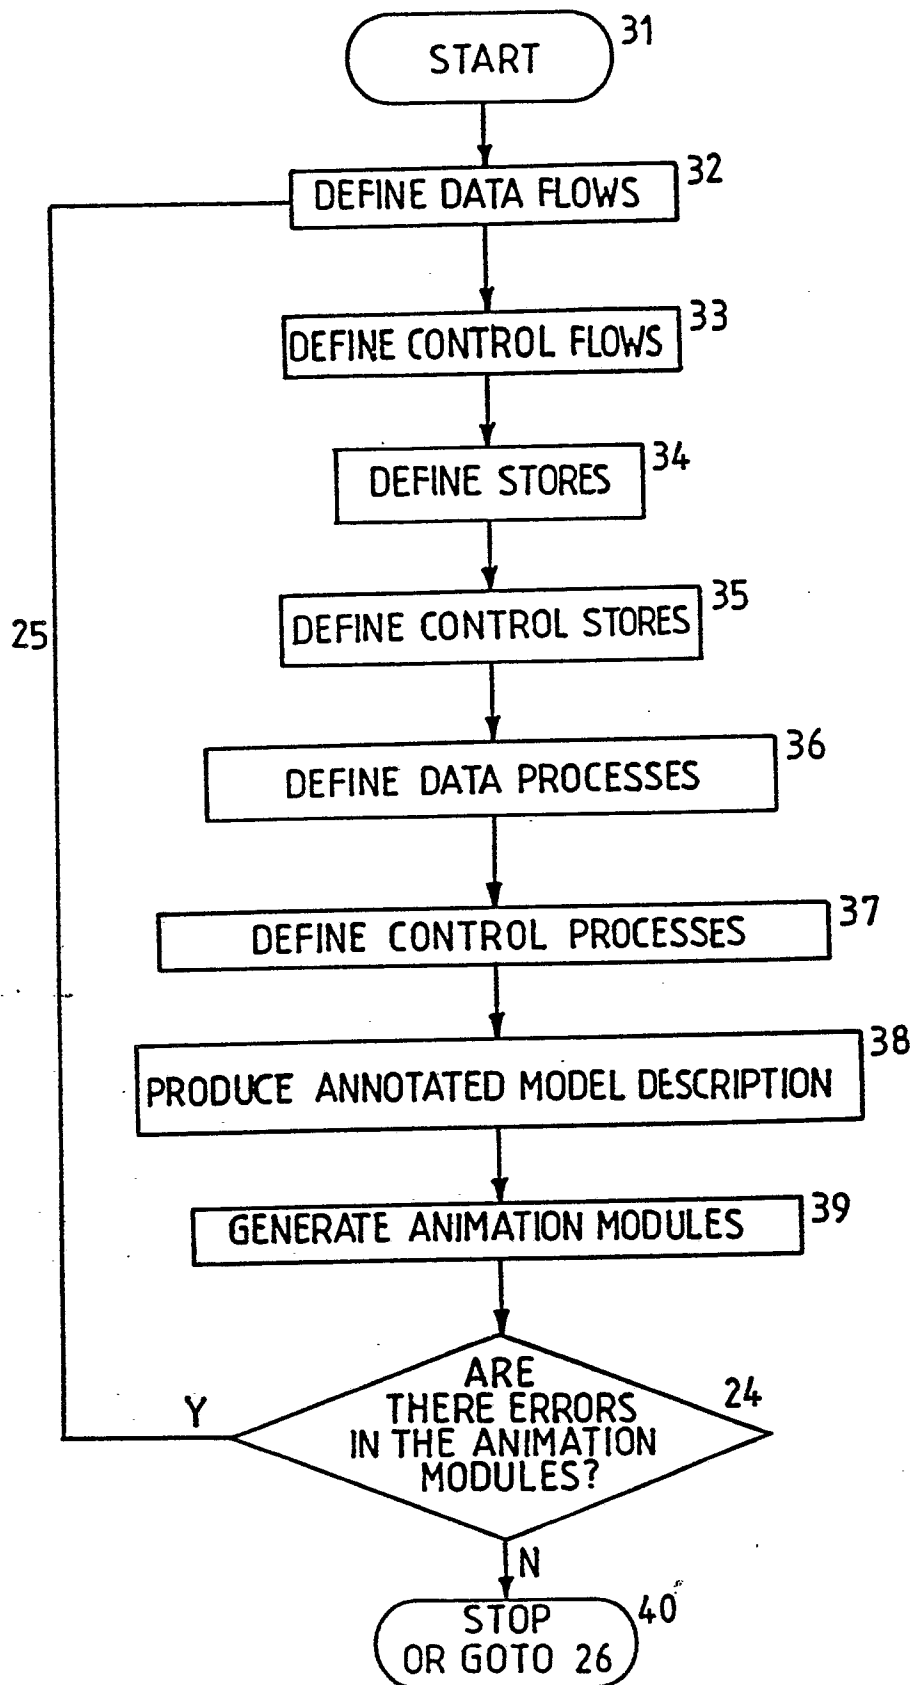 START
31
DEFINE DATA FLOWS
32
DEFINE CONTROL FLOWS
33
DEFINE STORES
34
DEFINE CONTROL STORES
35
25
DEFINE DATA PROCESSES
36
DEFINE CONTROL PROCESSES
37
PRODUCE ANNOTATED MODEL DESCRIPTION
38
GENERATE ANIMATION MODULES
39
ARE
THERE ERRORS
IN THE ANIMATION
MODULES?
24
Y
N
STOP
OR GOTO 26
40